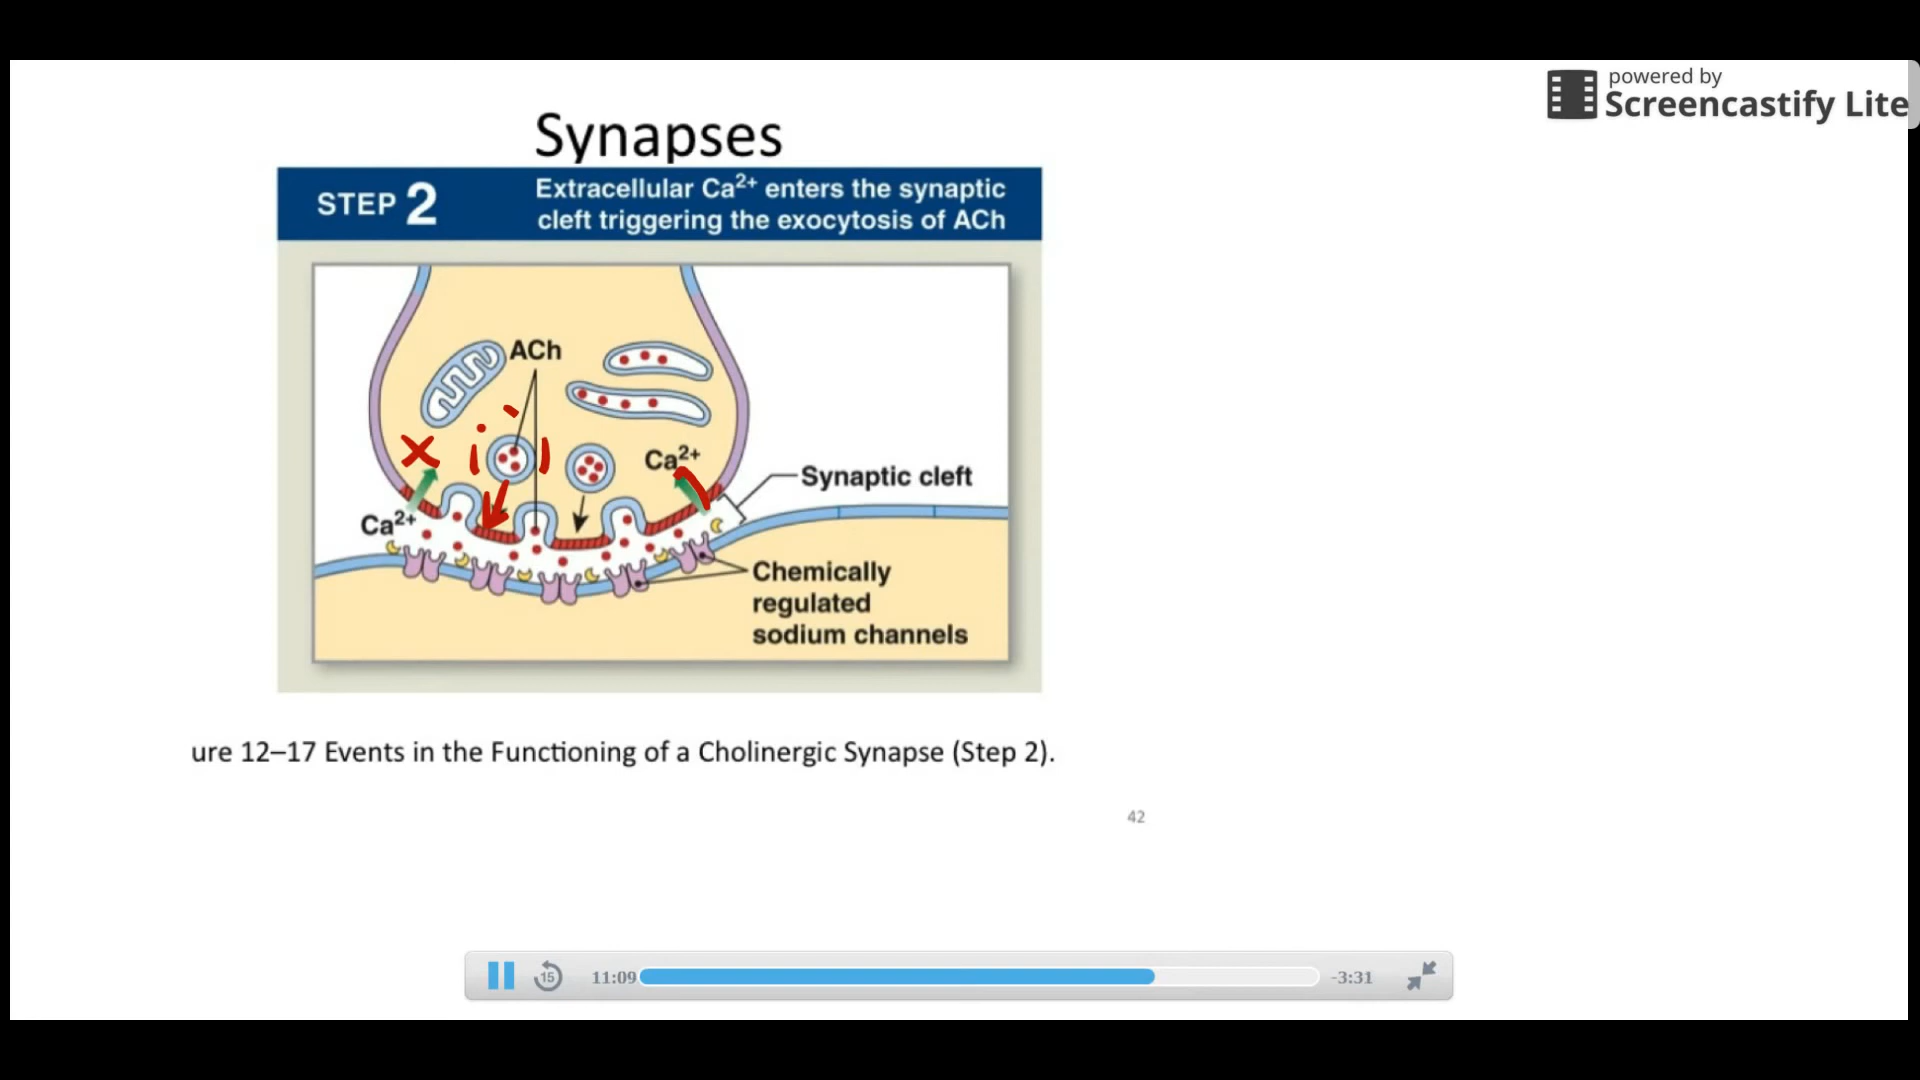 powered by
Screencastify Lite
Synapses
STEP 2
Extracellular Ca²⁺ enters the synaptic
cleft triggering the exocytosis of ACh
ACh
Ca²⁺
Synaptic cleft
Ca²⁺
Chemically
regulated
sodium channels
ure 12–17 Events in the Functioning of a Cholinergic Synapse (Step 2).
42
15
11:09
-3:31